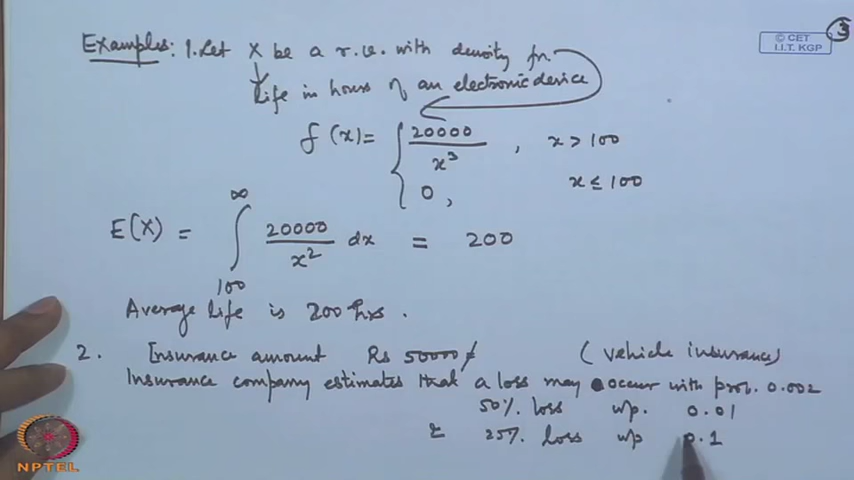 © CET
I.I.T. KGP
3
Examples: 1. Let X be a r.v. with density fn
life in hours of an electronic device
f(x) = { 20000 / x³ , x > 100
0 , x ≤ 100
E(X) = ∫₁₀₀^∞ 20000 / x² dx = 200
Average life is 200 hrs.
2. Insurance amount Rs 50000/- (vehicle insurance)
Insurance company estimates that a loss may occur with prob. 0.002
50% loss w/p. 0.01
& 25% loss w/p 0.1
NPTEL